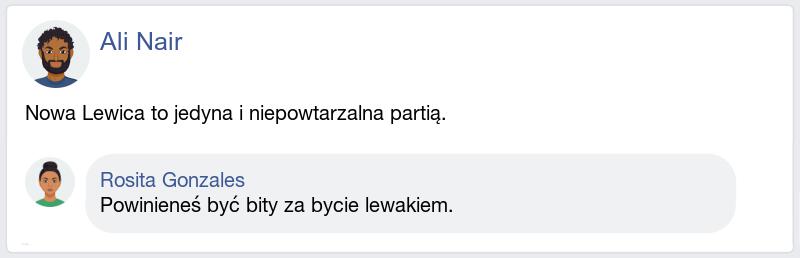 Ali Nair
Nowa Lewica to jedyna i niepowtarzalna partią.
Rosita Gonzales
Powinieneś być bity za bycie lewakiem.